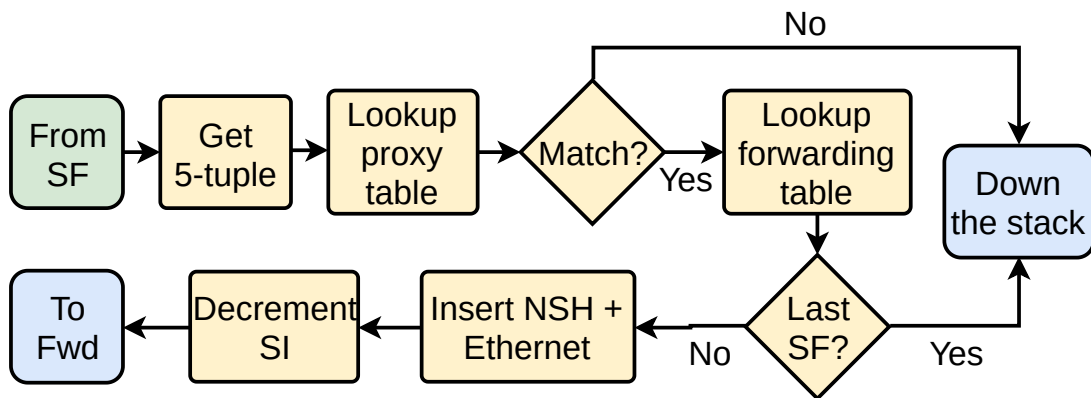 No
From
SF
Get
5-tuple
Lookup
proxy
table
Match?
Yes
Lookup
forwarding
table
Down
the stack
To
Fwd
Decrement
SI
Insert NSH +
Ethernet
No
Last
SF?
Yes